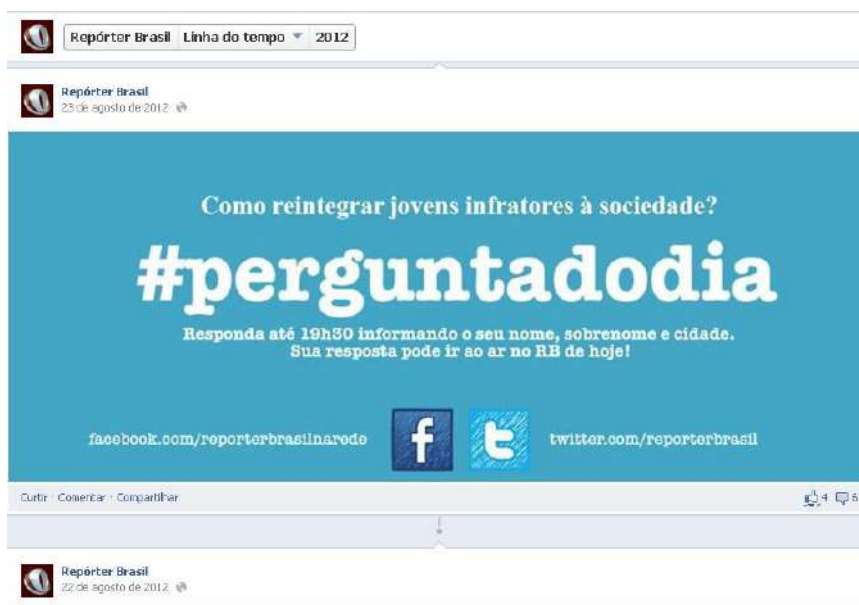 Repórter Brasil Linha do tempo 2012
Repórter Brasil
23 de agosto de 2012
Como reintegrar jovens infratores à sociedade?
#perguntadodia
Responda até 19h30 informando o seu nome, sobrenome e cidade.
Sua resposta pode ir ao ar no RB de hoje!
facebook.com/reporterbrasilnarede f t twitter.com/reporterbrasil
Curtir · Comentar · Compartilhar 4 6
Repórter Brasil
22 de agosto de 2012